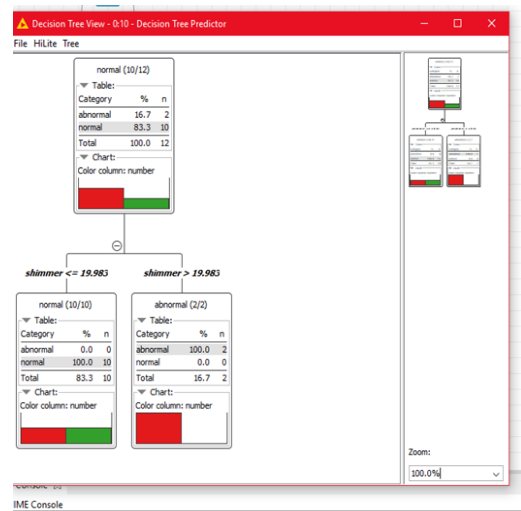 Decision Tree View - 0:10 - Decision Tree Predictor
File HiLite Tree
normal (10/12)
Table:
Category % n
abnormal 16.7 2
normal 83.3 10
Total 100.0 12
Chart:
Color column: number
shimmer <= 19.983
shimmer > 19.983
normal (10/10)
Table:
Category % n
abnormal 0.0 0
normal 100.0 10
Total 83.3 10
Chart:
Color column: number
abnormal (2/2)
Table:
Category % n
abnormal 100.0 2
normal 0.0 0
Total 16.7 2
Chart:
Color column: number
Zoom:
100.0%
IME Console